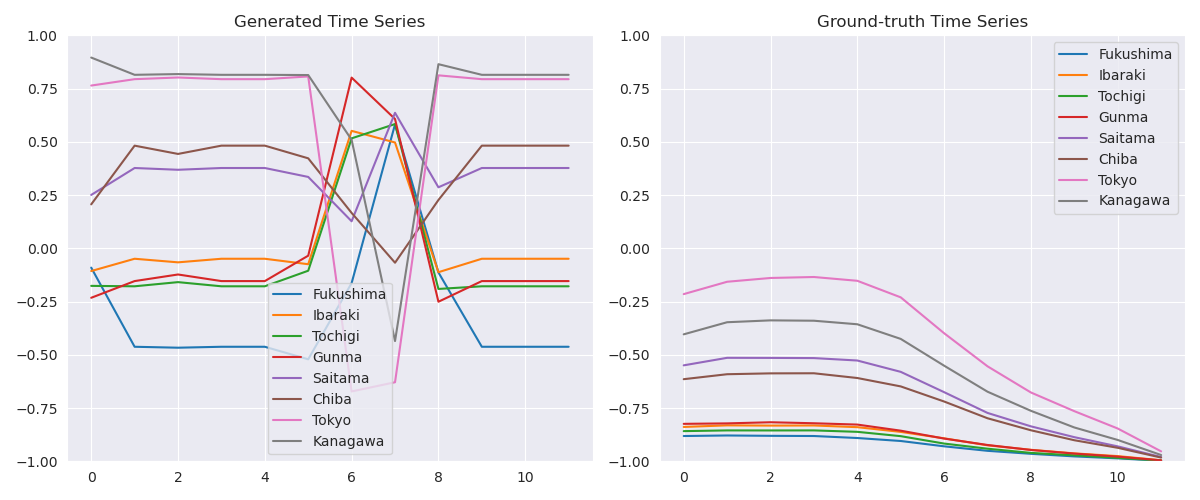 Generated Time Series
1.00
0.75
0.50
0.25
0.00
−0.25
−0.50
−0.75
−1.00
0 2 4 6 8 10
Fukushima
Ibaraki
Tochigi
Gunma
Saitama
Chiba
Tokyo
Kanagawa
Ground-truth Time Series
1.00
0.75
0.50
0.25
0.00
−0.25
−0.50
−0.75
−1.00
0 2 4 6 8 10
Fukushima
Ibaraki
Tochigi
Gunma
Saitama
Chiba
Tokyo
Kanagawa